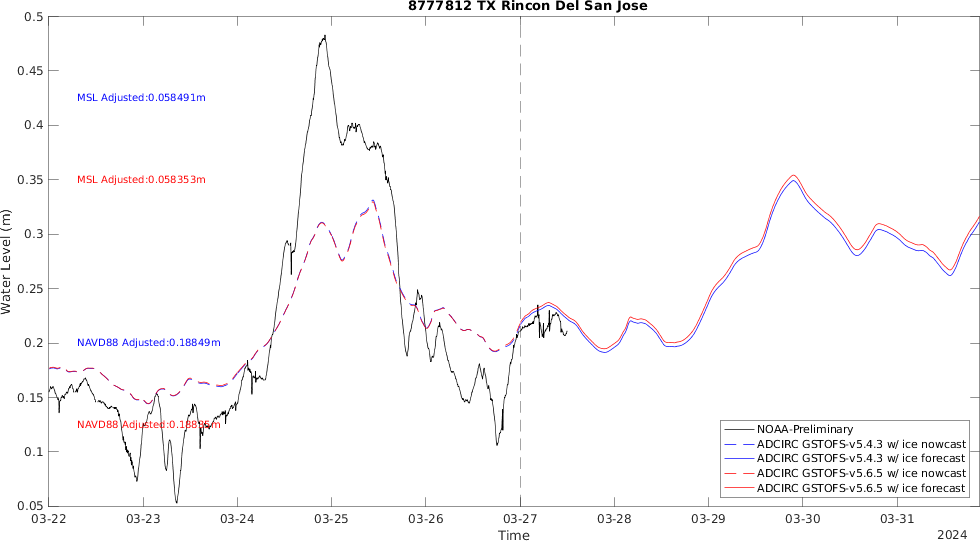 8777812 TX Rincon Del San Jose
0.5
0.45
0.4
0.35
0.3
0.25
0.2
0.15
0.1
0.05
Water Level (m)
MSL Adjusted:0.058491m
MSL Adjusted:0.058353m
NAVD88 Adjusted:0.18849m
NAVD88 Adjusted:
NOAA-Preliminary
ADCIRC GSTOFS-v5.4.3 w/ ice nowcast
ADCIRC GSTOFS-v5.4.3 w/ ice forecast
ADCIRC GSTOFS-v5.6.5 w/ ice nowcast
ADCIRC GSTOFS-v5.6.5 w/ ice forecast
03-22 03-23 03-24 03-25 03-26 03-27 03-28 03-29 03-30 03-31
Time
2024